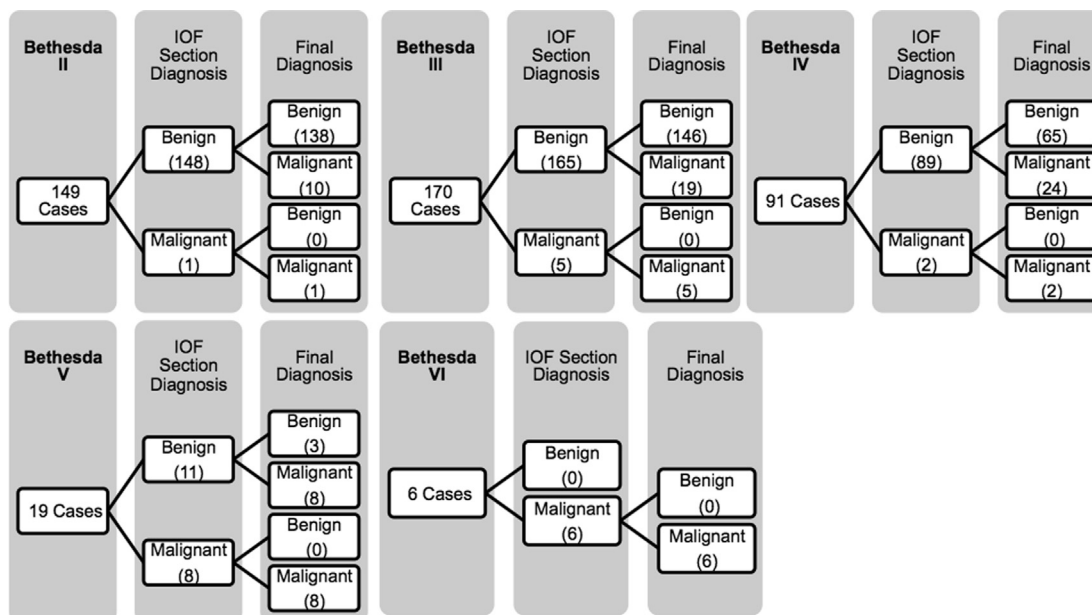 Bethesda
II
IOF
Section
Diagnosis
Final
Diagnosis
149
Cases
Benign
(148)
Malignant
(1)
Benign
(138)
Malignant
(10)
Benign
(0)
Malignant
(1)
Bethesda
III
IOF
Section
Diagnosis
Final
Diagnosis
170
Cases
Benign
(165)
Malignant
(5)
Benign
(146)
Malignant
(19)
Benign
(0)
Malignant
(5)
Bethesda
IV
IOF
Section
Diagnosis
Final
Diagnosis
91 Cases
Benign
(89)
Malignant
(2)
Benign
(65)
Malignant
(24)
Benign
(0)
Malignant
(2)
Bethesda
V
IOF
Section
Diagnosis
Final
Diagnosis
19 Cases
Benign
(11)
Malignant
(8)
Benign
(3)
Malignant
(8)
Benign
(0)
Malignant
(8)
Bethesda
VI
IOF Section
Diagnosis
Final
Diagnosis
6 Cases
Benign
(0)
Malignant
(6)
Benign
(0)
Malignant
(6)